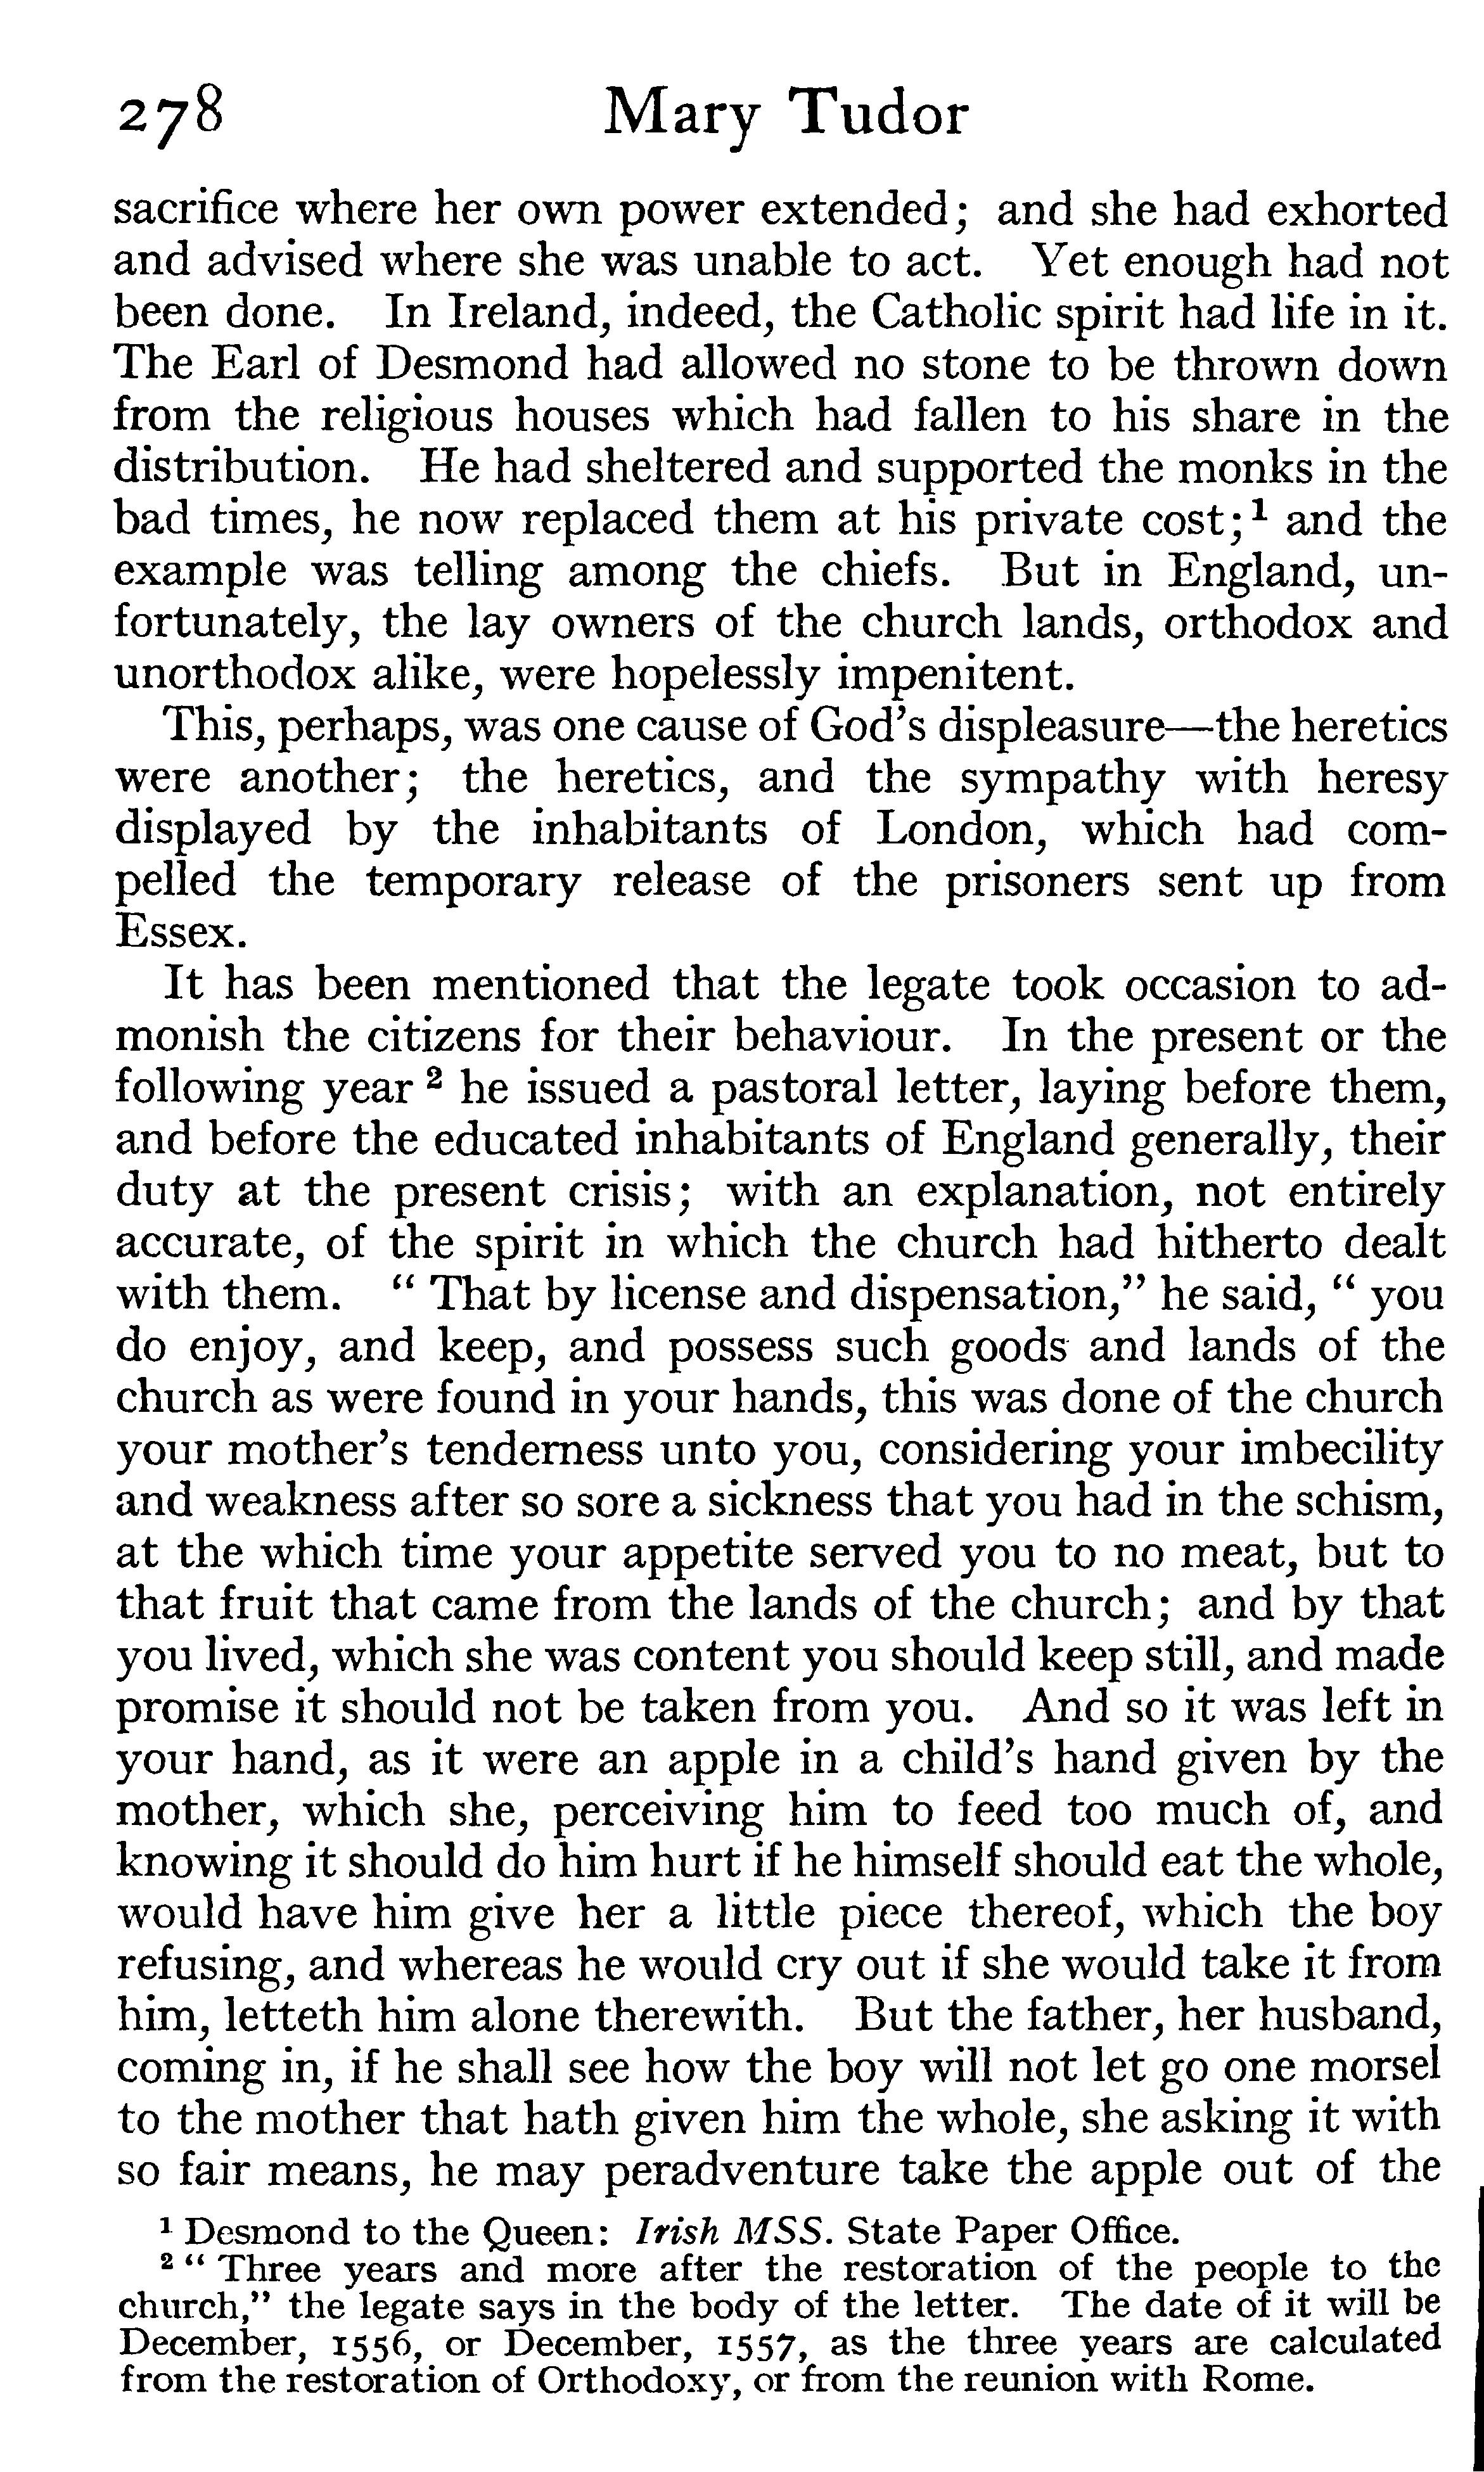 278 Mary Tudor
sacrifice where her own power extended; and she had exhorted
and advised where she was unable to act. Yet enough had not
been done. In Ireland, indeed, the Catholic spirit had life in it.
The Earl of Desmond had allowed no stone to be thrown down
from the religious houses which had fallen to his share in the
distribution. He had sheltered and supported the monks in the
bad times, he now replaced them at his private cost;¹ and the
example was telling among the chiefs. But in England, un-
fortunately, the lay owners of the church lands, orthodox and
unorthodox alike, were hopelessly impenitent.
This, perhaps, was one cause of God's displeasure—the heretics
were another; the heretics, and the sympathy with heresy
displayed by the inhabitants of London, which had com-
pelled the temporary release of the prisoners sent up from
Essex.
It has been mentioned that the legate took occasion to ad-
monish the citizens for their behaviour. In the present or the
following year ² he issued a pastoral letter, laying before them,
and before the educated inhabitants of England generally, their
duty at the present crisis; with an explanation, not entirely
accurate, of the spirit in which the church had hitherto dealt
with them. “ That by license and dispensation,” he said, “ you
do enjoy, and keep, and possess such goods and lands of the
church as were found in your hands, this was done of the church
your mother's tenderness unto you, considering your imbecility
and weakness after so sore a sickness that you had in the schism,
at the which time your appetite served you to no meat, but to
that fruit that came from the lands of the church; and by that
you lived, which she was content you should keep still, and made
promise it should not be taken from you. And so it was left in
your hand, as it were an apple in a child's hand given by the
mother, which she, perceiving him to feed too much of, and
knowing it should do him hurt if he himself should eat the whole,
would have him give her a little piece thereof, which the boy
refusing, and whereas he would cry out if she would take it from
him, letteth him alone therewith. But the father, her husband,
coming in, if he shall see how the boy will not let go one morsel
to the mother that hath given him the whole, she asking it with
so fair means, he may peradventure take the apple out of the
¹ Desmond to the Queen: Irish MSS. State Paper Office.
² “ Three years and more after the restoration of the people to the
church,” the legate says in the body of the letter. The date of it will be
December, 1556, or December, 1557, as the three years are calculated
from the restoration of Orthodoxy, or from the reunion with Rome.